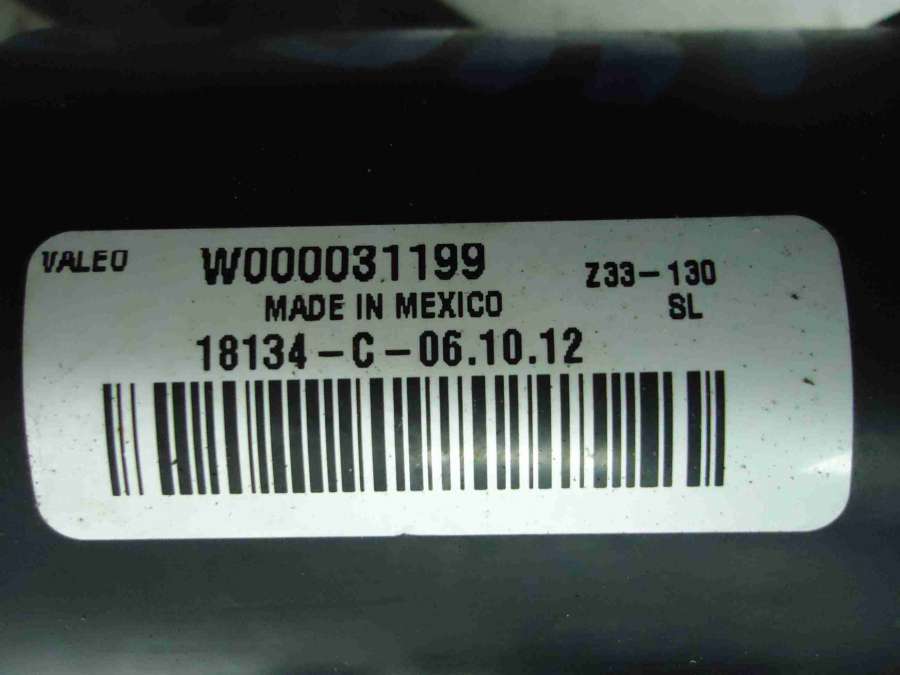 VALEO W000031199 Z33-130
MADE IN MEXICO SL
18134-C-06.10.12